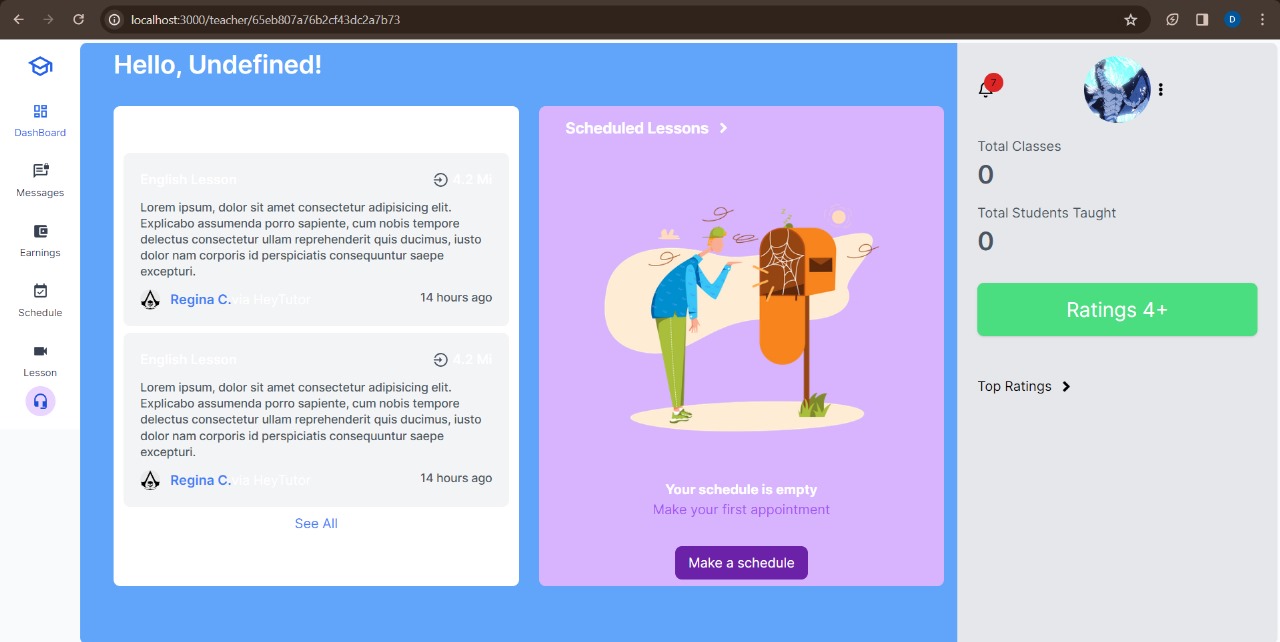 localhost:3000/teacher/65eb807a76b2cf43dc2a7b73
D
DashBoard
Messages
Earnings
Schedule
Lesson
Hello, Undefined!
English Lesson
4.2 Mi
Lorem ipsum, dolor sit amet consectetur adipisicing elit.
Explicabo assumenda porro sapiente, cum nobis tempore
delectus consectetur ullam reprehenderit quis ducimus, iusto
dolor nam corporis id perspiciatis consequuntur saepe
excepturi.
Regina C. via HeyTutor
14 hours ago
English Lesson
4.2 Mi
Lorem ipsum, dolor sit amet consectetur adipisicing elit.
Explicabo assumenda porro sapiente, cum nobis tempore
delectus consectetur ullam reprehenderit quis ducimus, iusto
dolor nam corporis id perspiciatis consequuntur saepe
excepturi.
Regina C. via HeyTutor
14 hours ago
See All
Scheduled Lessons
Your schedule is empty
Make your first appointment
Make a schedule
7
Total Classes
0
Total Students Taught
0
Ratings 4+
Top Ratings